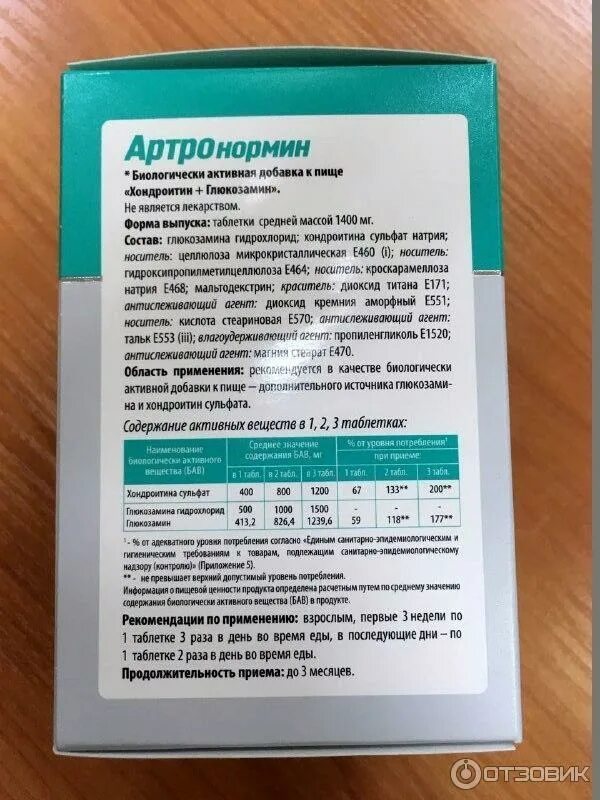 Артронормин
* Биологически активная добавка к пище
«Хондроитин + Глюкозамин».
Не является лекарством.
Форма выпуска: таблетки средней массой 1400 мг.
Состав: глюкозамина гидрохлорид; хондроитина сульфат натрия;
носитель: целлюлоза микрокристаллическая Е460 (i); носитель:
гидроксипропилметилцеллюлоза Е464; носитель: кроскарамеллоза
натрия Е468; мальтодекстрин; краситель: диоксид титана Е171;
антислеживающий агент: диоксид кремния аморфный Е551;
носитель: кислота стеариновая Е570; антислеживающий агент:
тальк Е553 (iii); влагоудерживающий агент: пропиленгликоль Е1520;
антислеживающий агент: магния стеарат Е470.
Область применения: рекомендуется в качестве биологически
активной добавки к пище – дополнительного источника глюкозами-
на и хондроитин сульфата.
Содержание активных веществ в 1, 2, 3 таблетках:
Наименование биологически активного вещества (БАВ) Среднее значение содержания БАВ, мг % от уровня потребления¹ при приеме
в 1 табл. в 2 табл. в 3 табл. 1 табл. 2 табл. 3 табл.
Хондроитина сульфат 400 800 1200 67 133** 200**
Глюкозамина гидрохлорид 500 1000 1500 - - -
Глюкозамин 413,2 826,4 1239,6 59 118** 177**
¹ - % от адекватного уровня потребления согласно «Единым санитарно-эпидемиологическим и
гигиеническим требованиям к товарам, подлежащим санитарно-эпидемиологическому
надзору (контролю)» (Приложение 5).
** - не превышает верхний допустимый уровень потребления.
Информация о пищевой ценности продукта определена расчетным путем по среднему значению
содержания биологически активного вещества (БАВ) в продукте.
Рекомендации по применению: взрослым, первые 3 недели по
1 таблетке 3 раза в день во время еды, в последующие дни – по
1 таблетке 2 раза в день во время еды.
Продолжительность приема: до 3 месяцев.
ОТЗОВИК